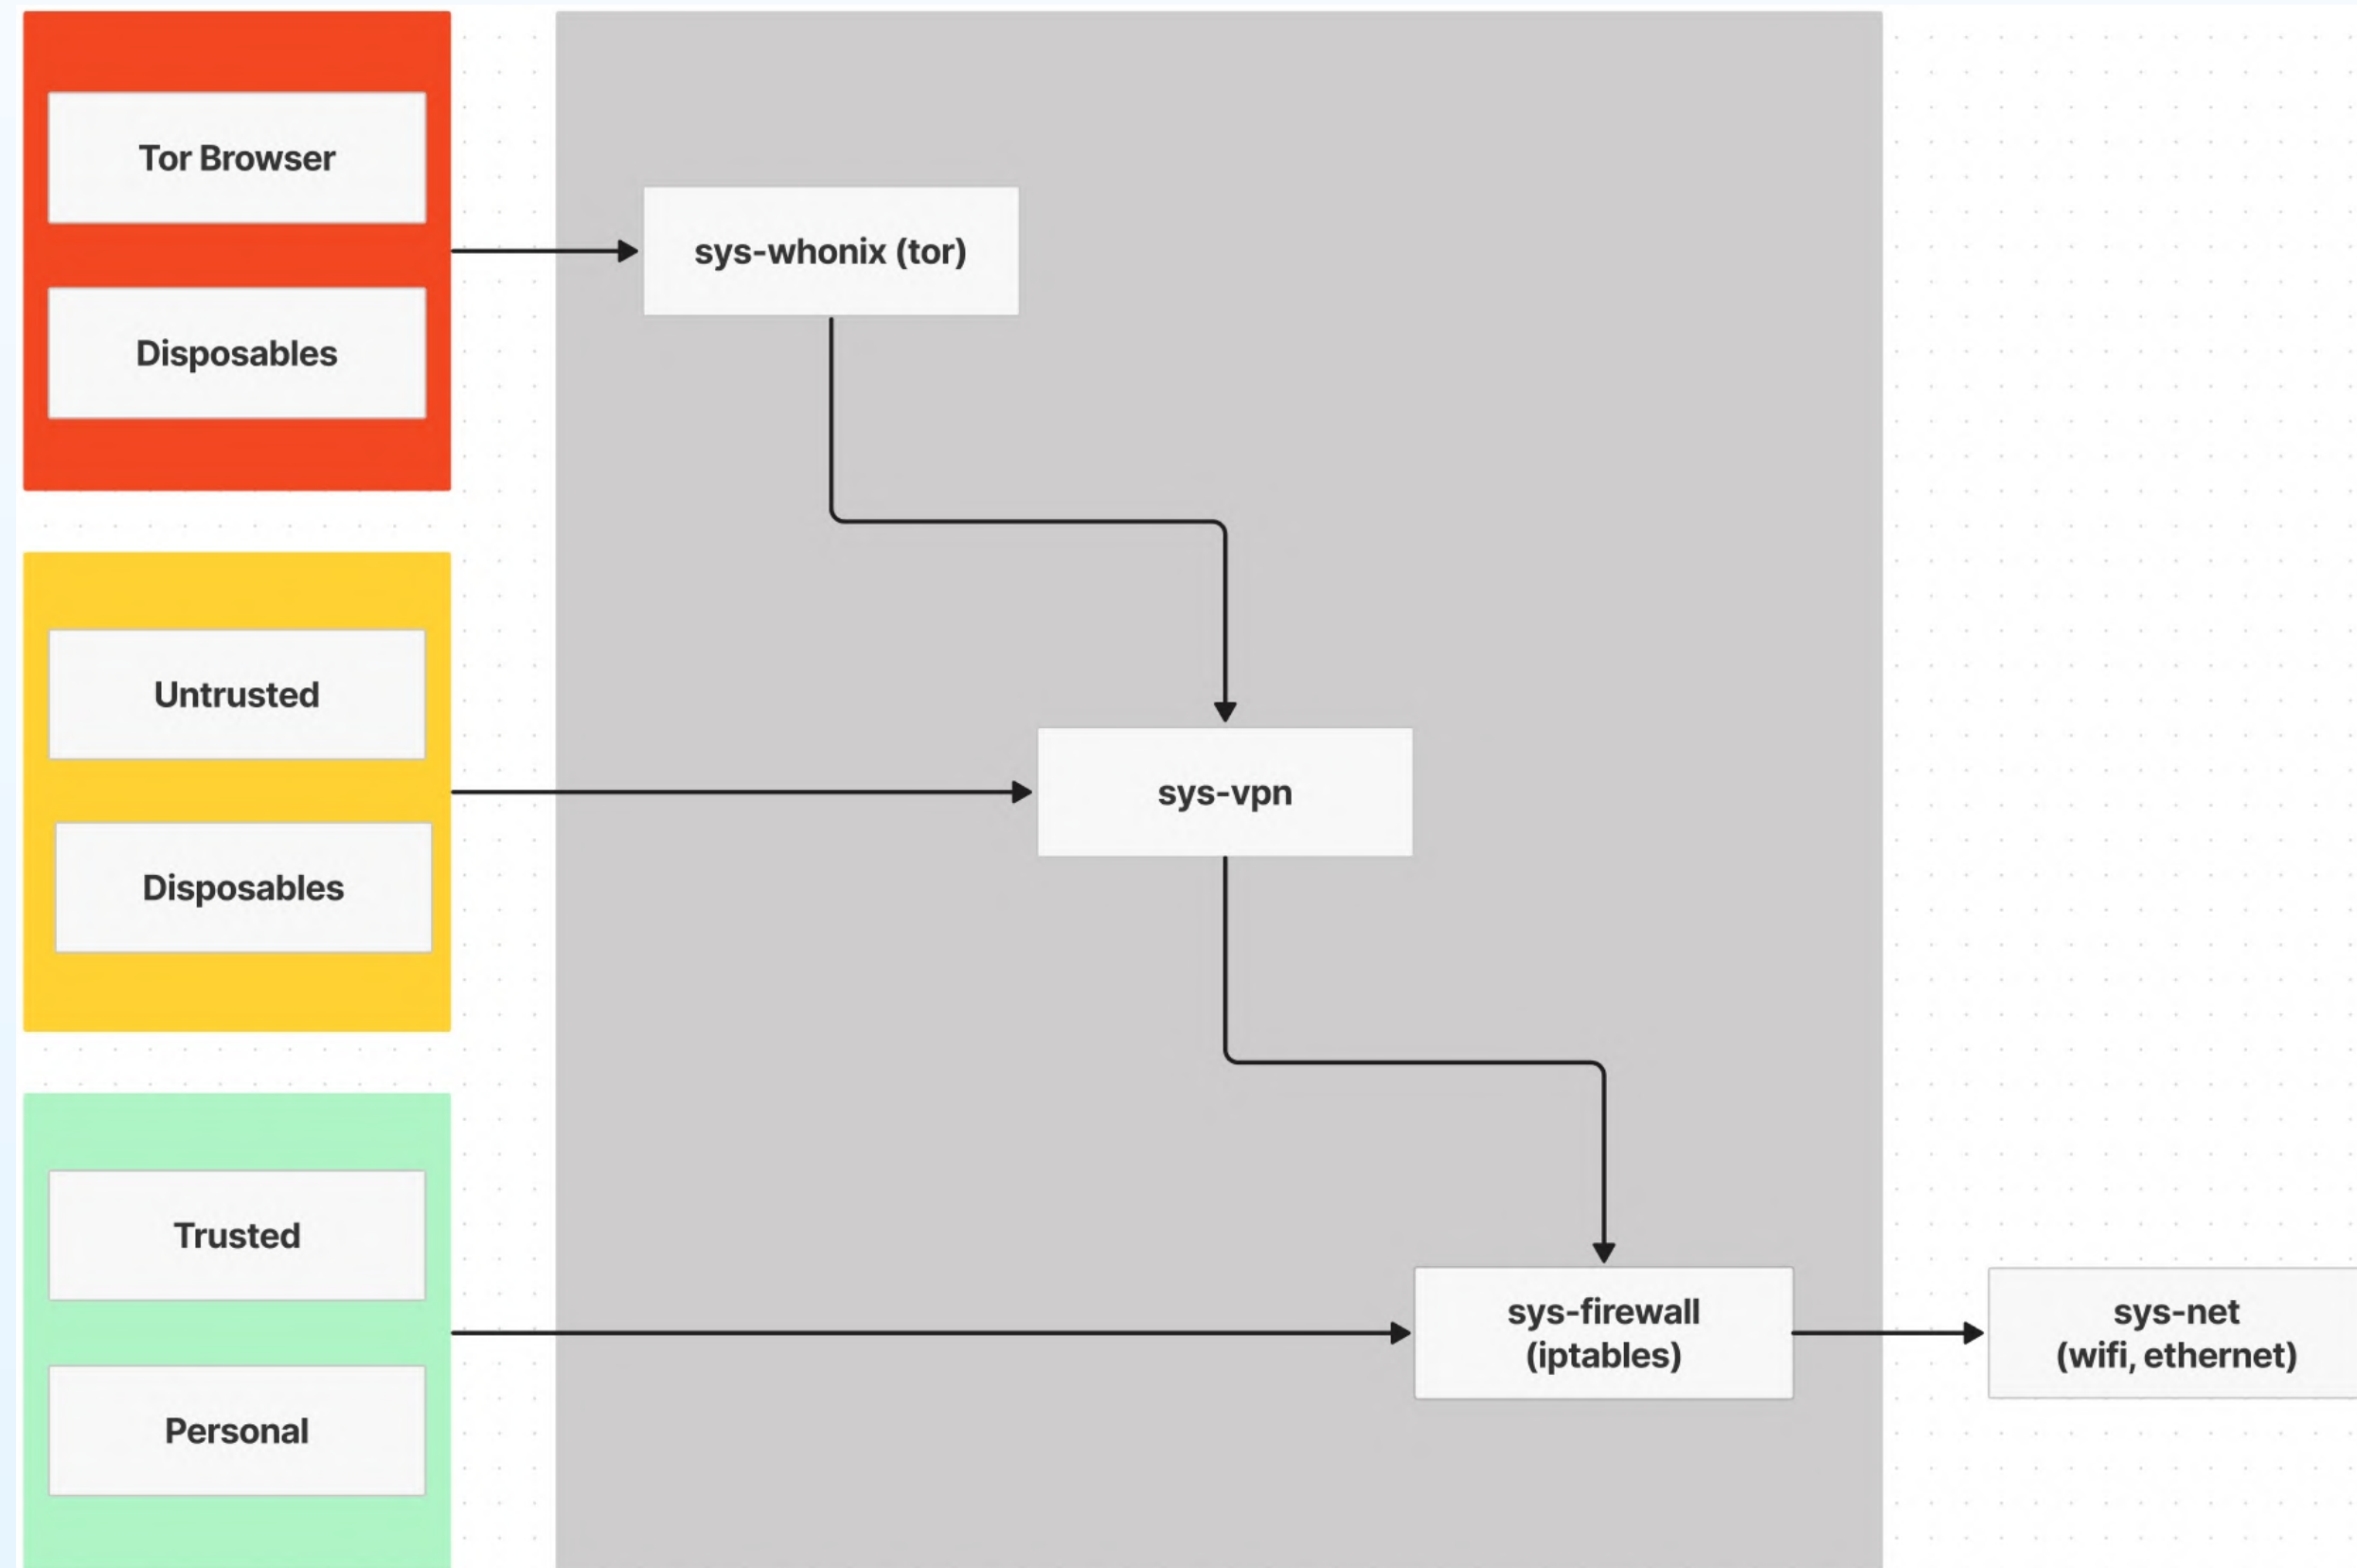 Tor Browser
Disposables
sys-whonix (tor)
Untrusted
Disposables
sys-vpn
Trusted
Personal
sys-firewall
(iptables)
sys-net
(wifi, ethernet)